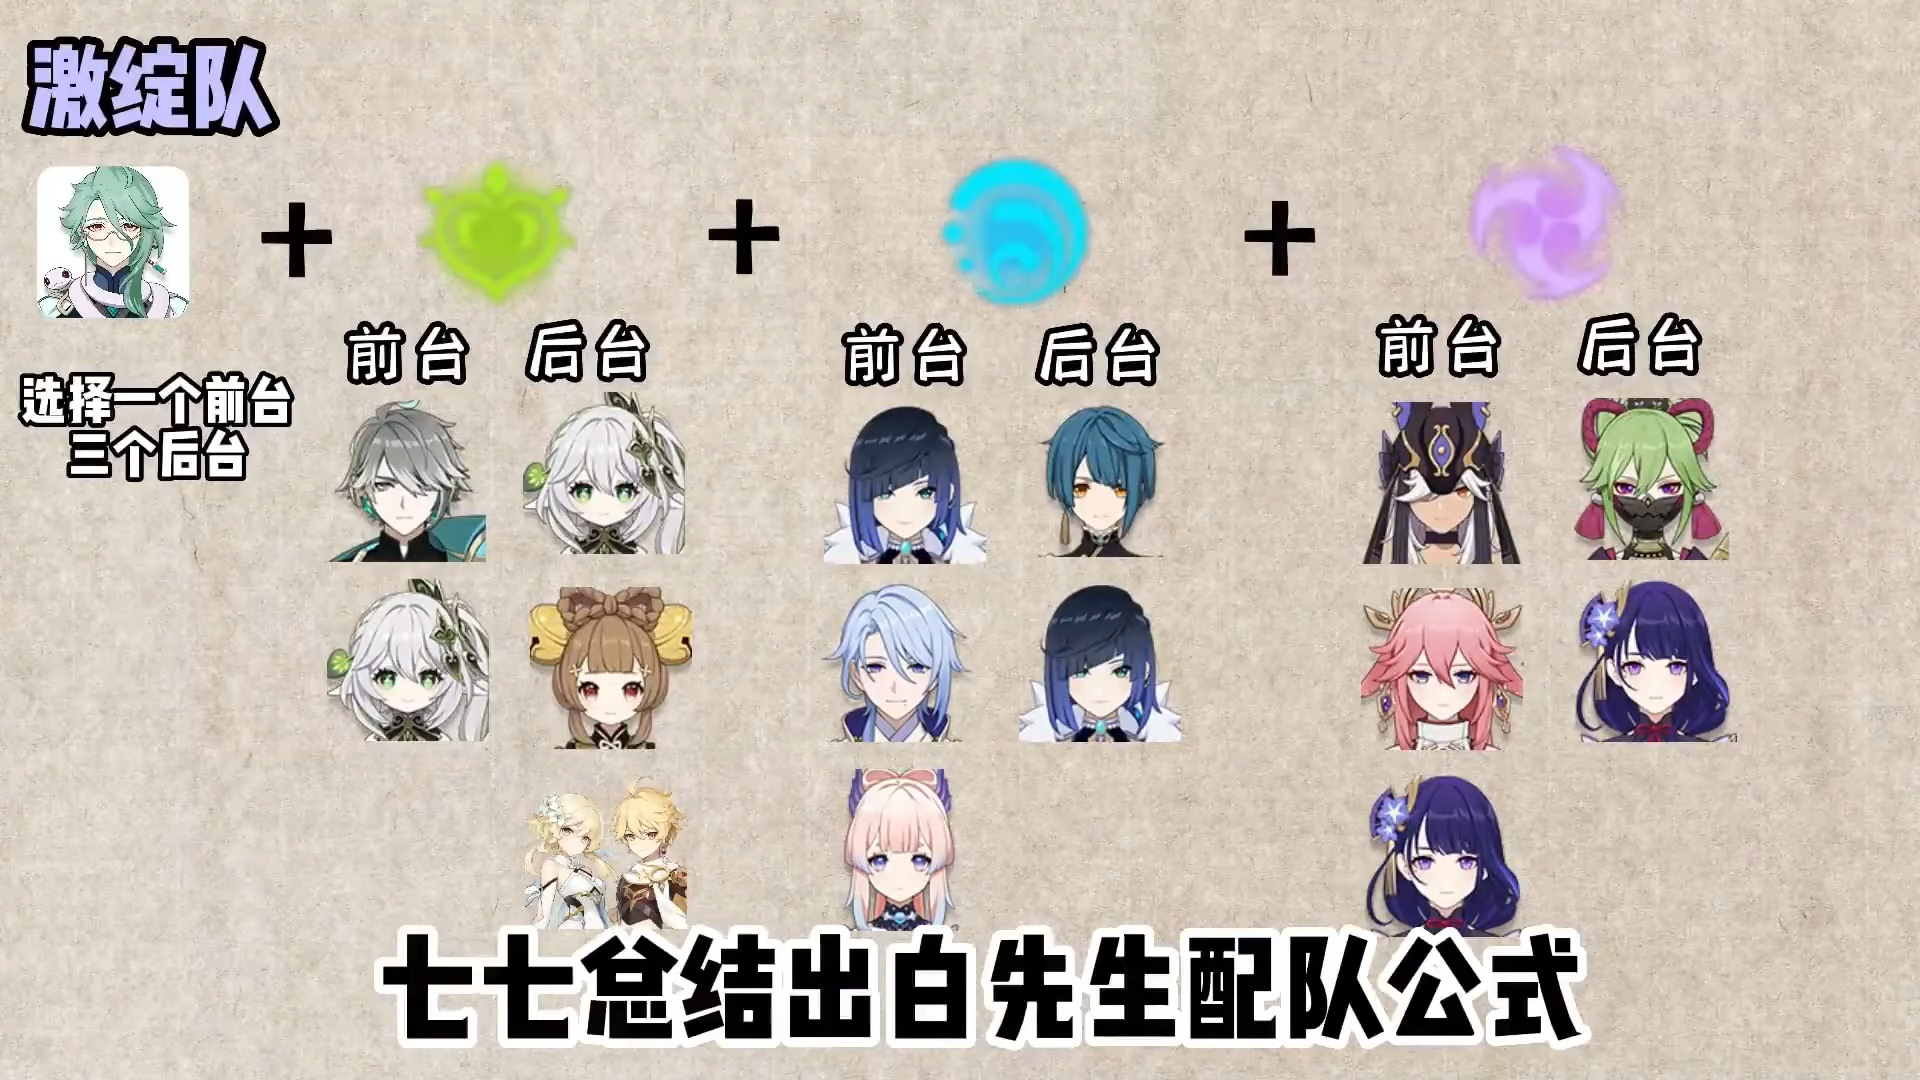 激绽队
前台 后台 前台 后台 前台 后台
选择一个前台
三个后台
七七总结出白先生配队公式